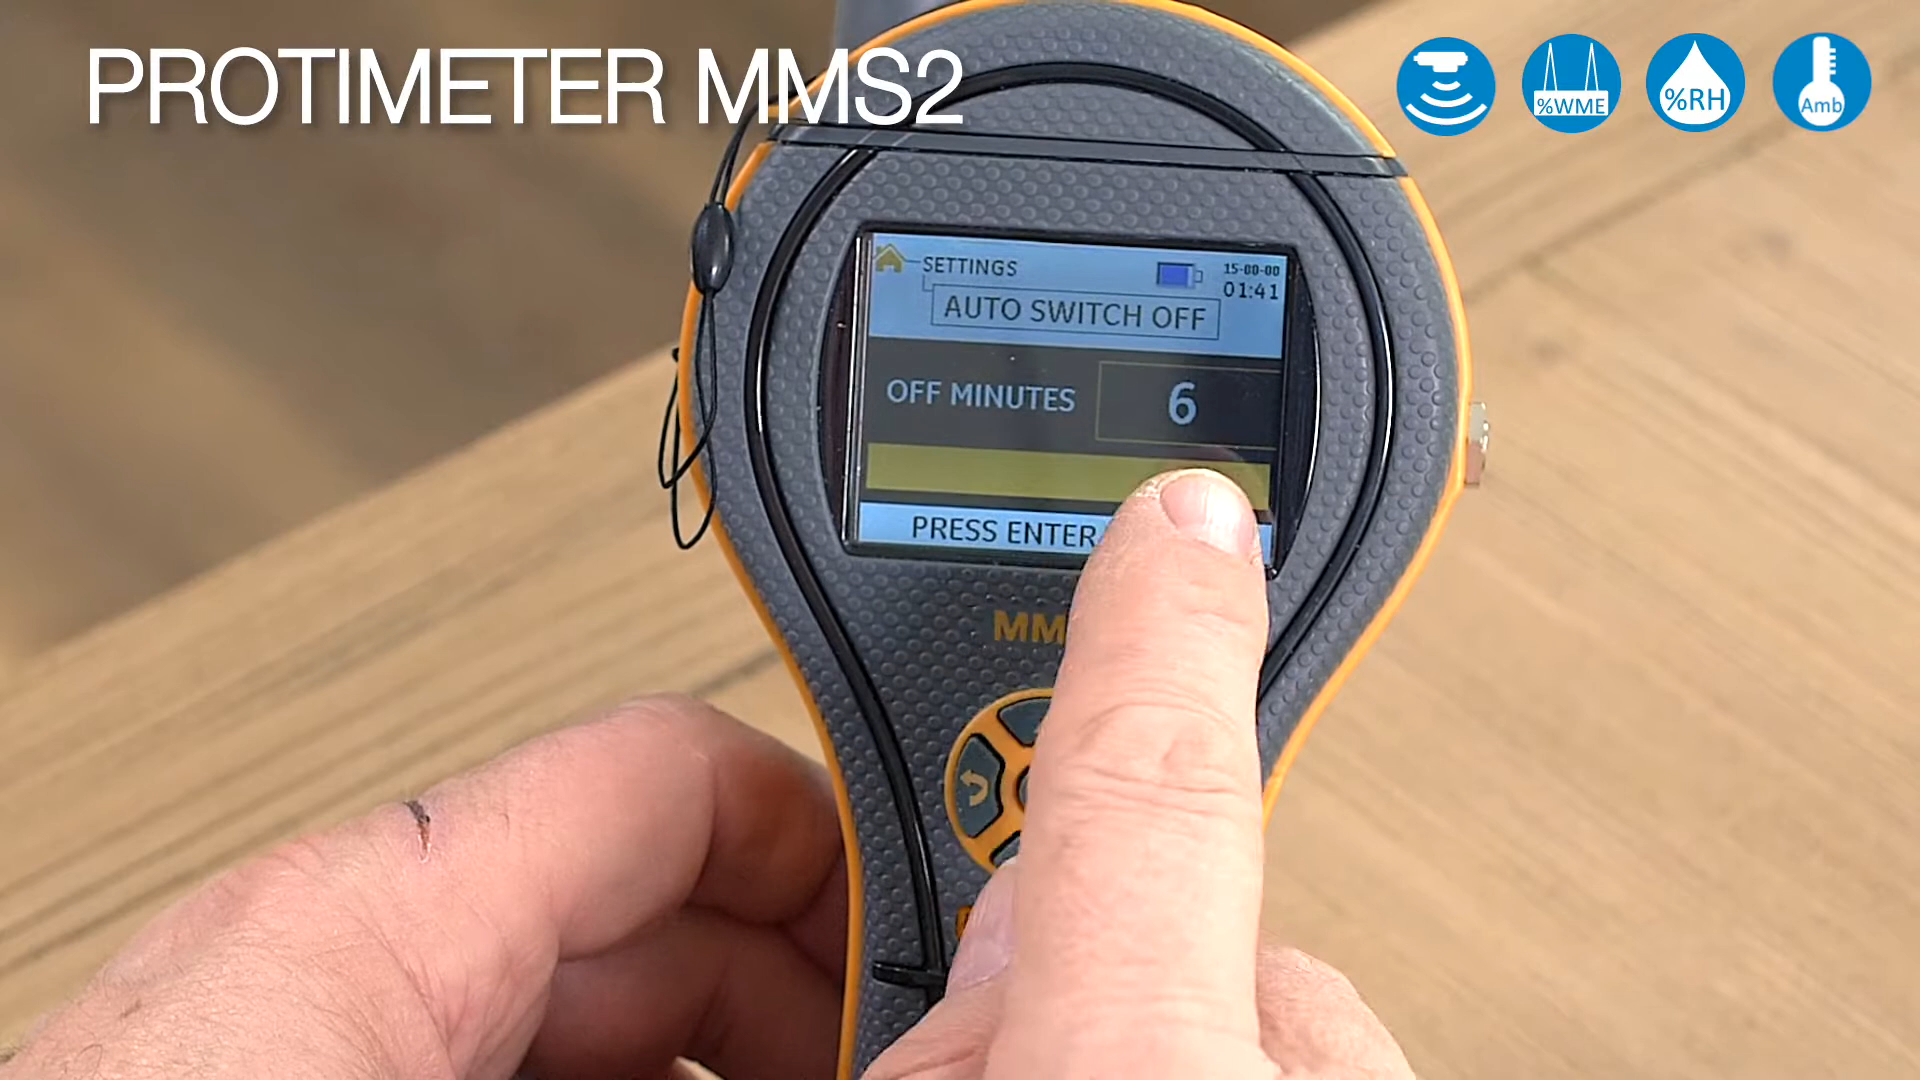 PROTIMETER MMS2
%WME
%RH
Amb
SETTINGS
15-00-00
01:41
AUTO SWITCH OFF
OFF MINUTES
6
PRESS ENTER
MM